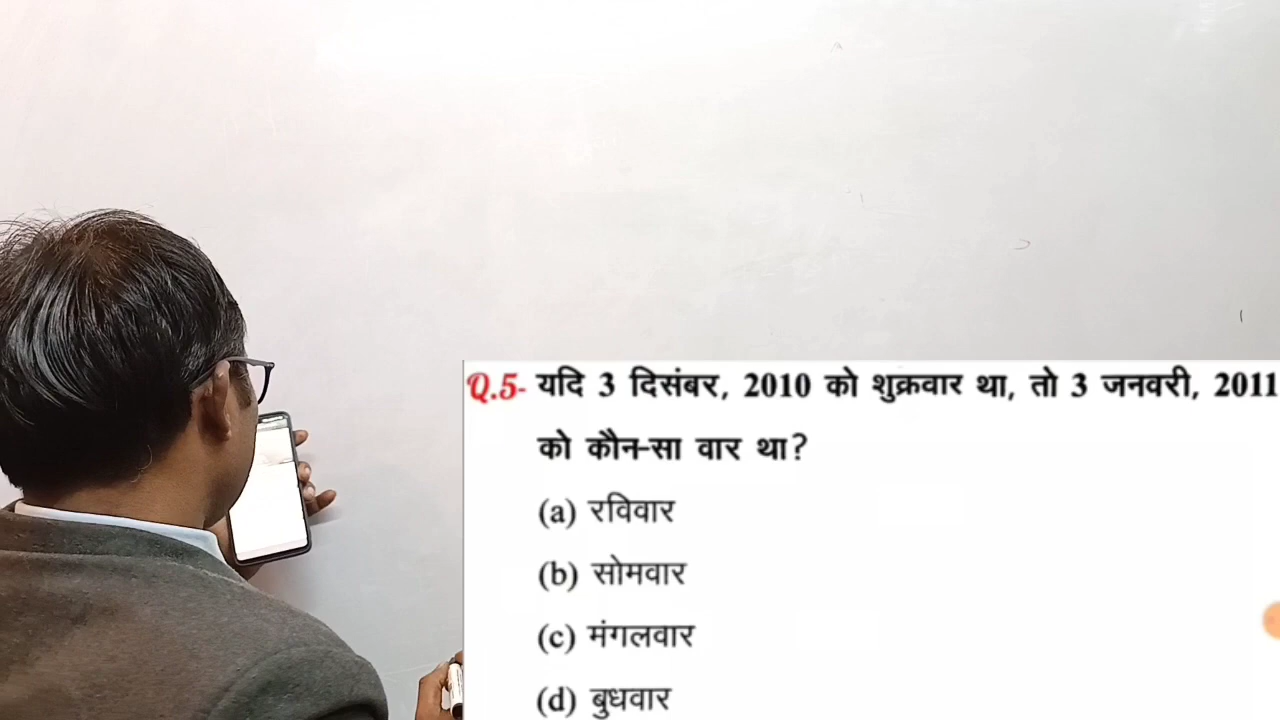 Q.5- यदि 3 दिसंबर, 2010 को शुक्रवार था, तो 3 जनवरी, 2011
को कौन-सा वार था?
(a) रविवार
(b) सोमवार
(c) मंगलवार
(d) बुधवार